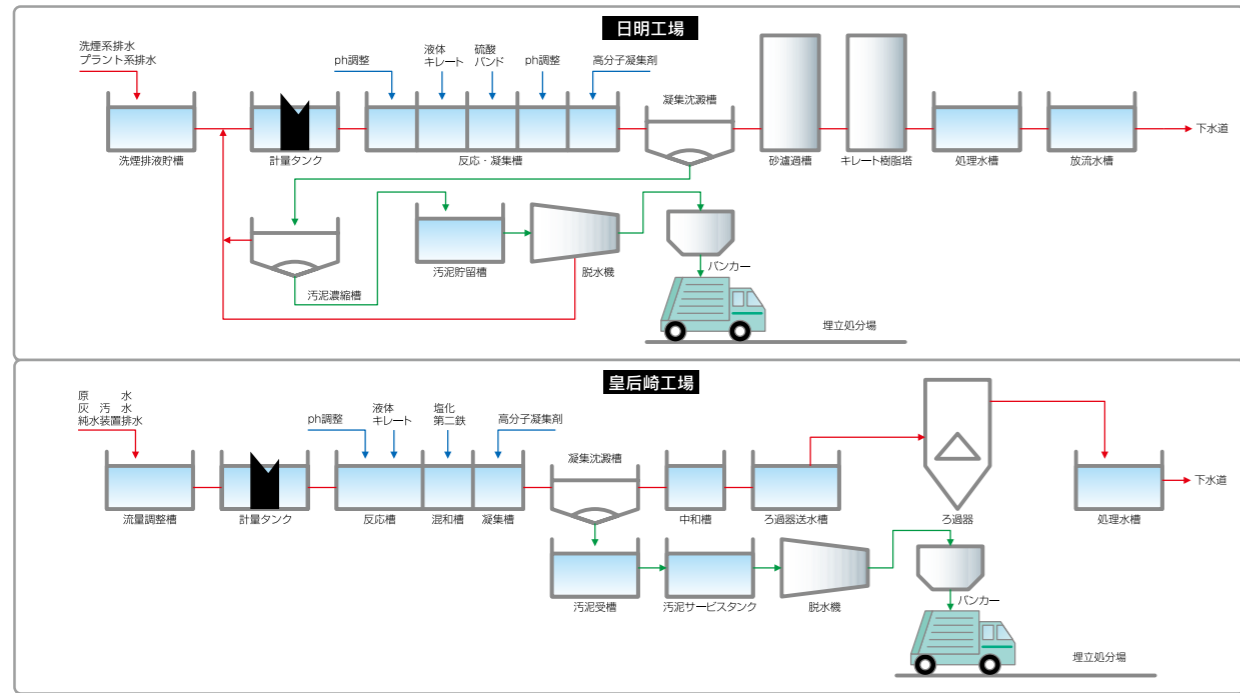 日明工場
洗煙系排水
プラント系排水
ph調整
液体
キレート
硫酸
バンド
ph調整
高分子凝集剤
凝集沈澱槽
下水道
洗煙排液貯槽
計量タンク
反応・凝集槽
砂濾過槽
キレート樹脂塔
処理水槽
放流水槽
汚泥濃縮槽
汚泥貯留槽
脱水機
バンカー
埋立処分場
皇后崎工場
原　水
灰汚水
純水装置排水
ph調整
液体
キレート
塩化
第二鉄
高分子凝集剤
凝集沈澱槽
下水道
流量調整槽
計量タンク
反応槽
混和槽
凝集槽
中和槽
ろ過器送水槽
ろ過器
処理水槽
汚泥受槽
汚泥サービスタンク
脱水機
バンカー
埋立処分場